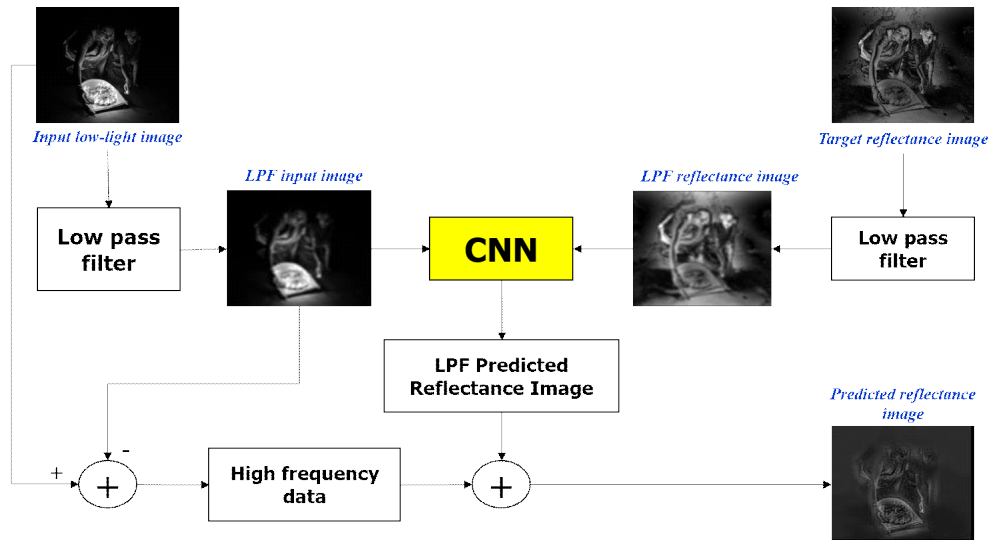 Input low-light image
Target reflectance image
LPF input image
LPF reflectance image
Low pass
filter
CNN
Low pass
filter
LPF Predicted
Reflectance Image
Predicted reflectance
image
-
+
+
High frequency
data
+